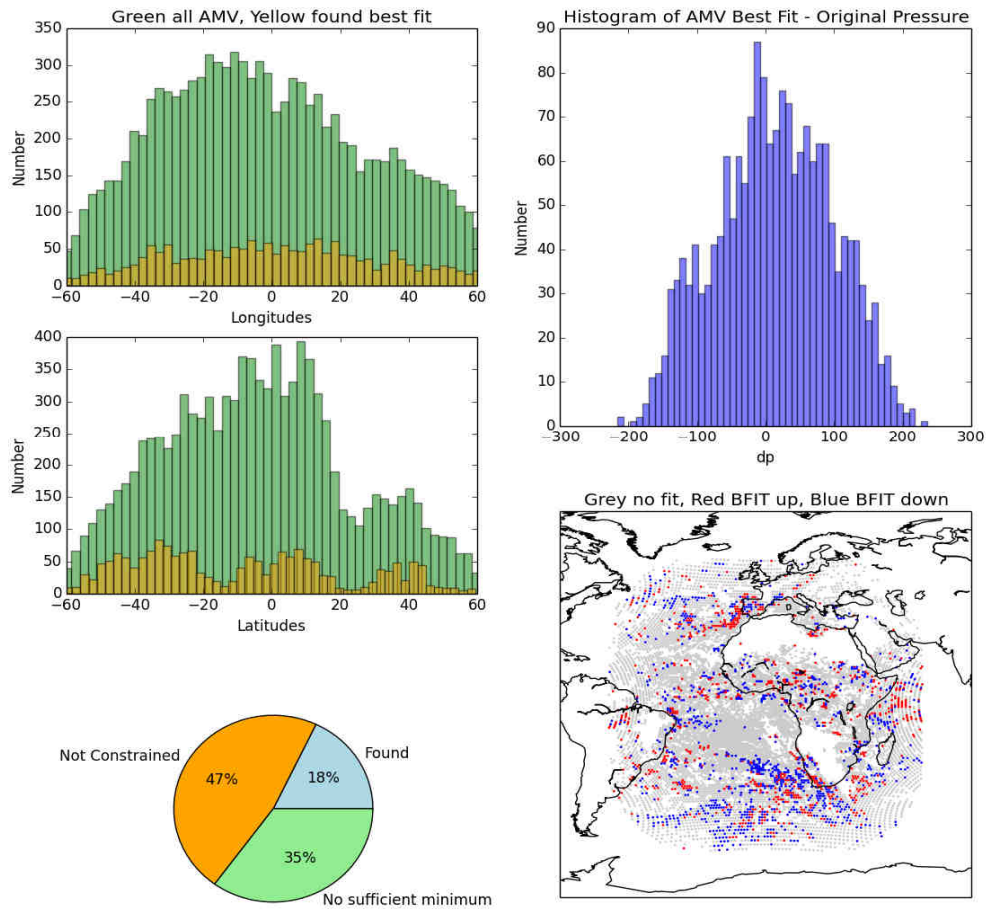 Green all AMV, Yellow found best fit
350
300
250
200
150
100
50
0
Number
−60 −40 −20 0 20 40 60
Longitudes
400
350
300
250
200
150
100
50
0
Number
−60 −40 −20 0 20 40 60
Latitudes
Not Constrained
47%
Found
18%
35%
No sufficient minimum
Histogram of AMV Best Fit - Original Pressure
90
80
70
60
50
40
30
20
10
0
Number
−300 −200 −100 0 100 200 300
dp
Grey no fit, Red BFIT up, Blue BFIT down